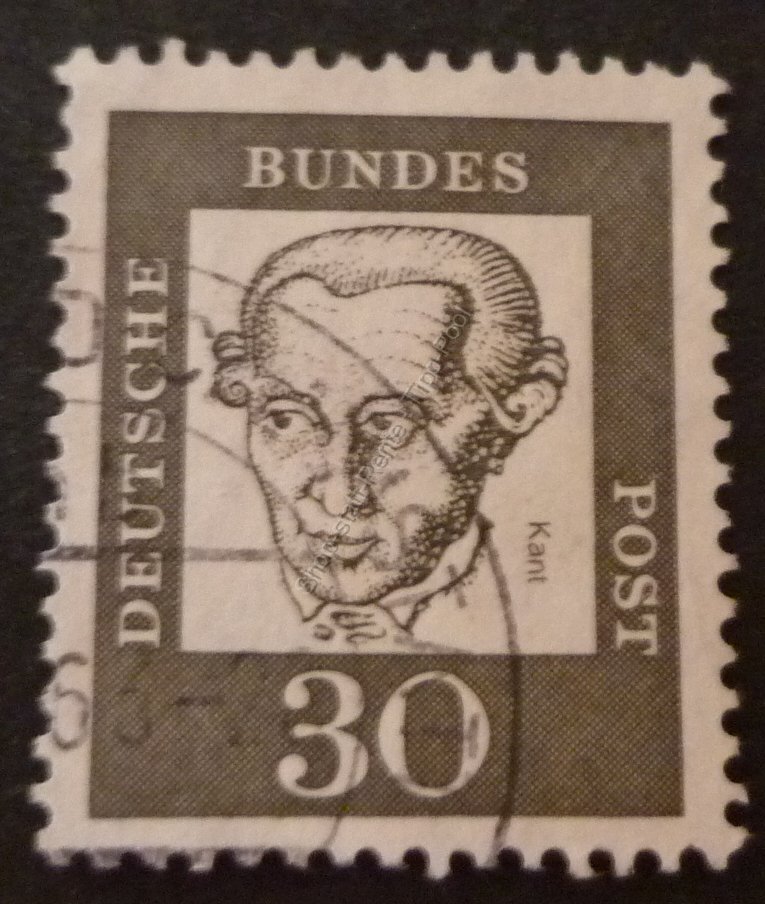 BUNDES
DEUTSCHE
POST
Kant
30